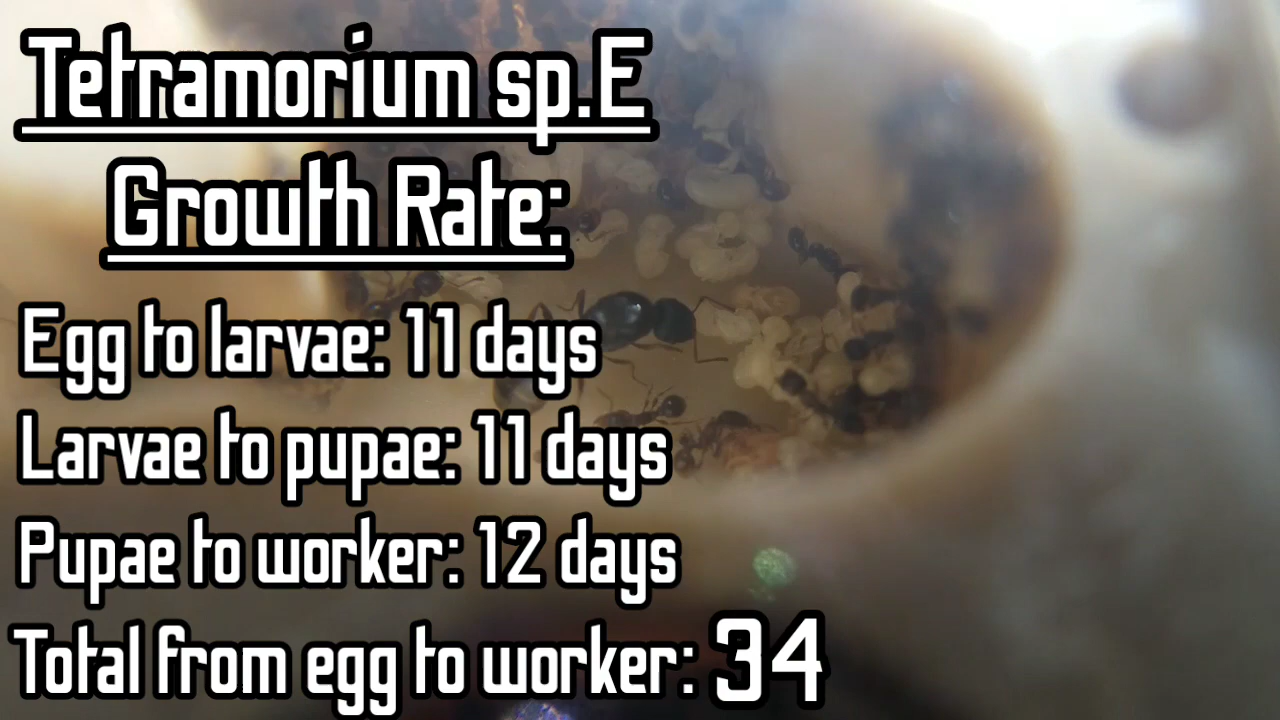 Tetramorium sp.E
Growth Rate:
Egg to larvae: 11 days
Larvae to pupae: 11 days
Pupae to worker: 12 days
Total from egg to worker: 34